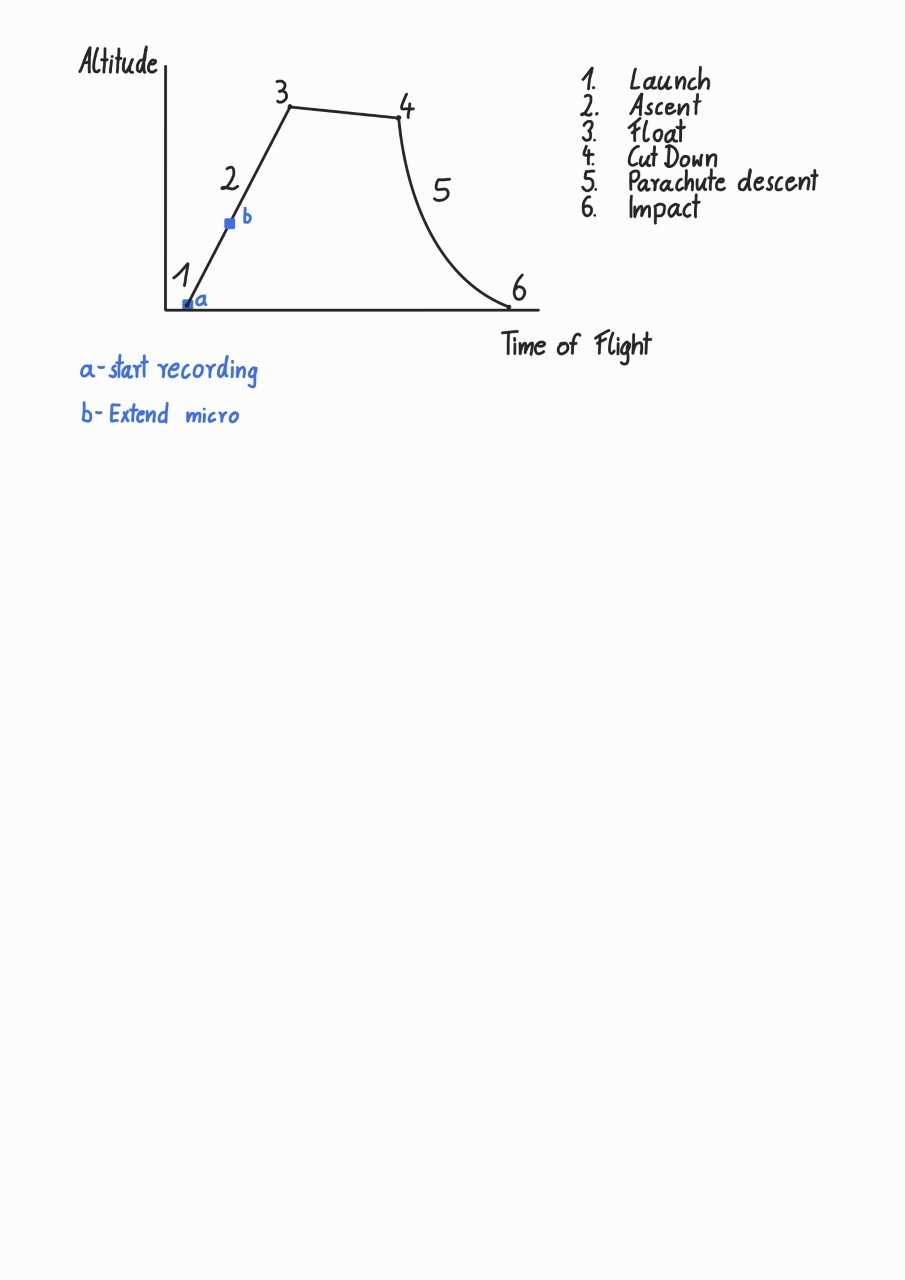 Altitude
3
4
2
5
b
1
a
6
Time of Flight
1. Launch
2. Ascent
3. Float
4. Cut Down
5. Parachute descent
6. Impact
a- start recording
b- Extend micro